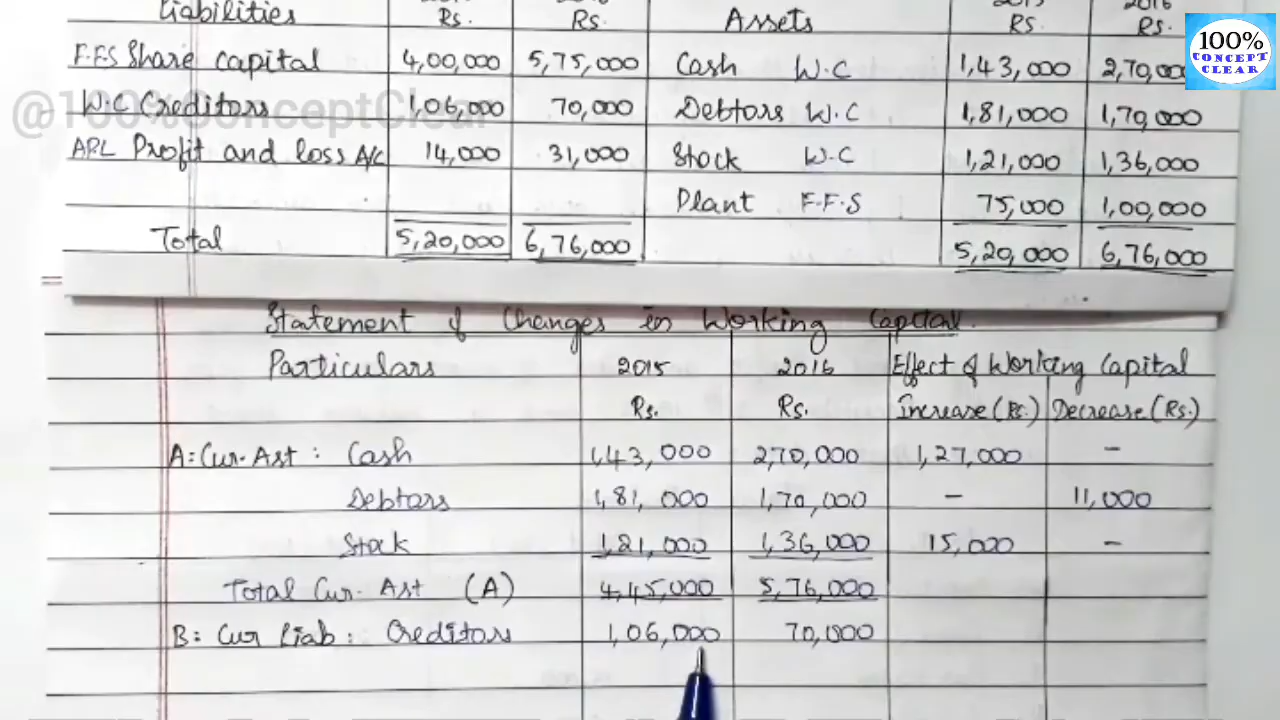 Liabilities Rs. Rs. Assets 2015 Rs. 2016 Rs.
100% CONCEPT CLEAR
F.F.S Share Capital 4,00,000 5,75,000 Cash W.C 1,43,000 2,70,000
W.C Creditors 1,06,000 70,000 Debtors W.C 1,81,000 1,70,000
@100%ConceptClear
APL Profit and loss A/c 14,000 31,000 Stock W.C 1,21,000 1,36,000
Plant F.F.S 75,000 1,00,000
Total 5,20,000 6,76,000 5,20,000 6,76,000
Statement of Changes in Working Capital.
Particulars 2015 2016 Effect of Working Capital
Rs. Rs. Increase (Rs.) Decrease (Rs.)
A: Cur. Ast : Cash 1,43,000 2,70,000 1,27,000 -
Debtors 1,81,000 1,70,000 - 11,000
Stock 1,21,000 1,36,000 15,000 -
Total Cur. Ast (A) 4,45,000 5,76,000
B: Cur Liab: Creditors 1,06,000 70,000